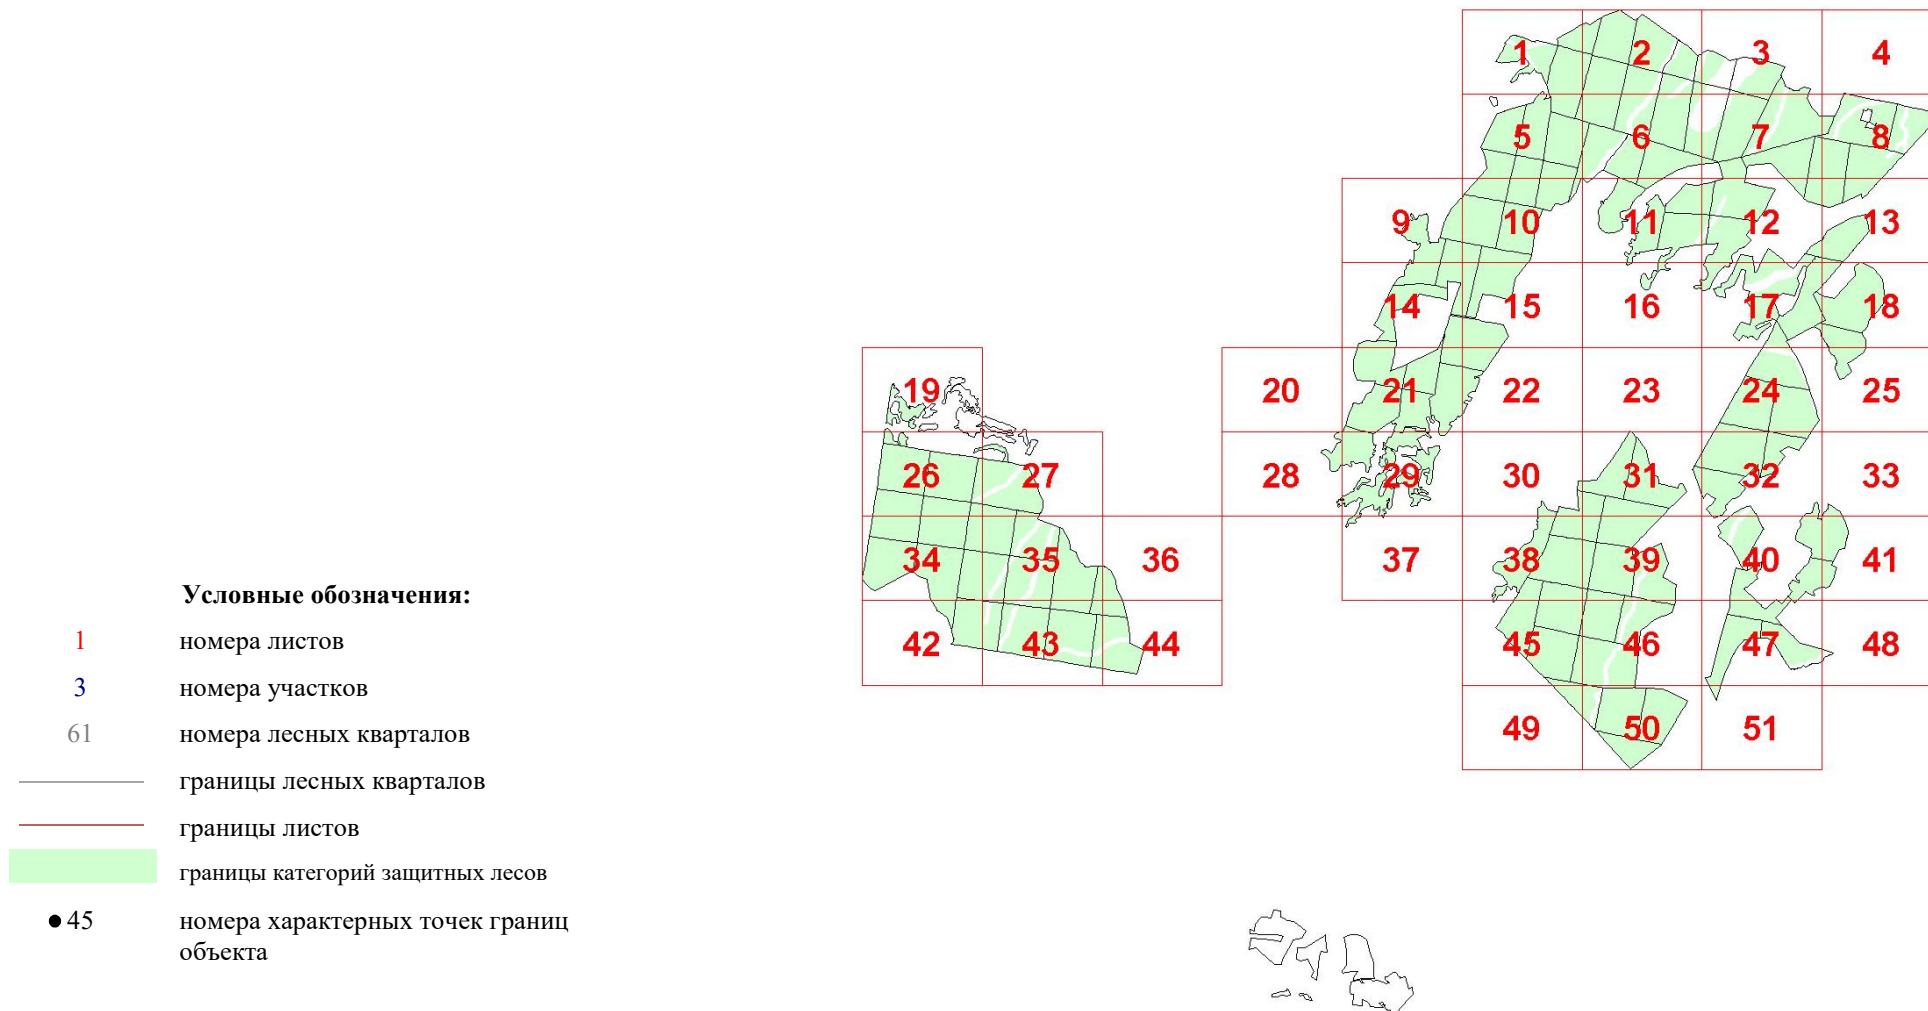 1 2 3 4
5 6 7 8
9 10 11 12 13
14 15 16 17 18
19 20 21 22 23 24 25
26 27 28 29 30 31 32 33
34 35 36 37 38 39 40 41
42 43 44 45 46 47 48
49 50 51
Условные обозначения:
1 номера листов
3 номера участков
61 номера лесных кварталов
границы лесных кварталов
границы листов
границы категорий защитных лесов
45 номера характерных точек границ
объекта